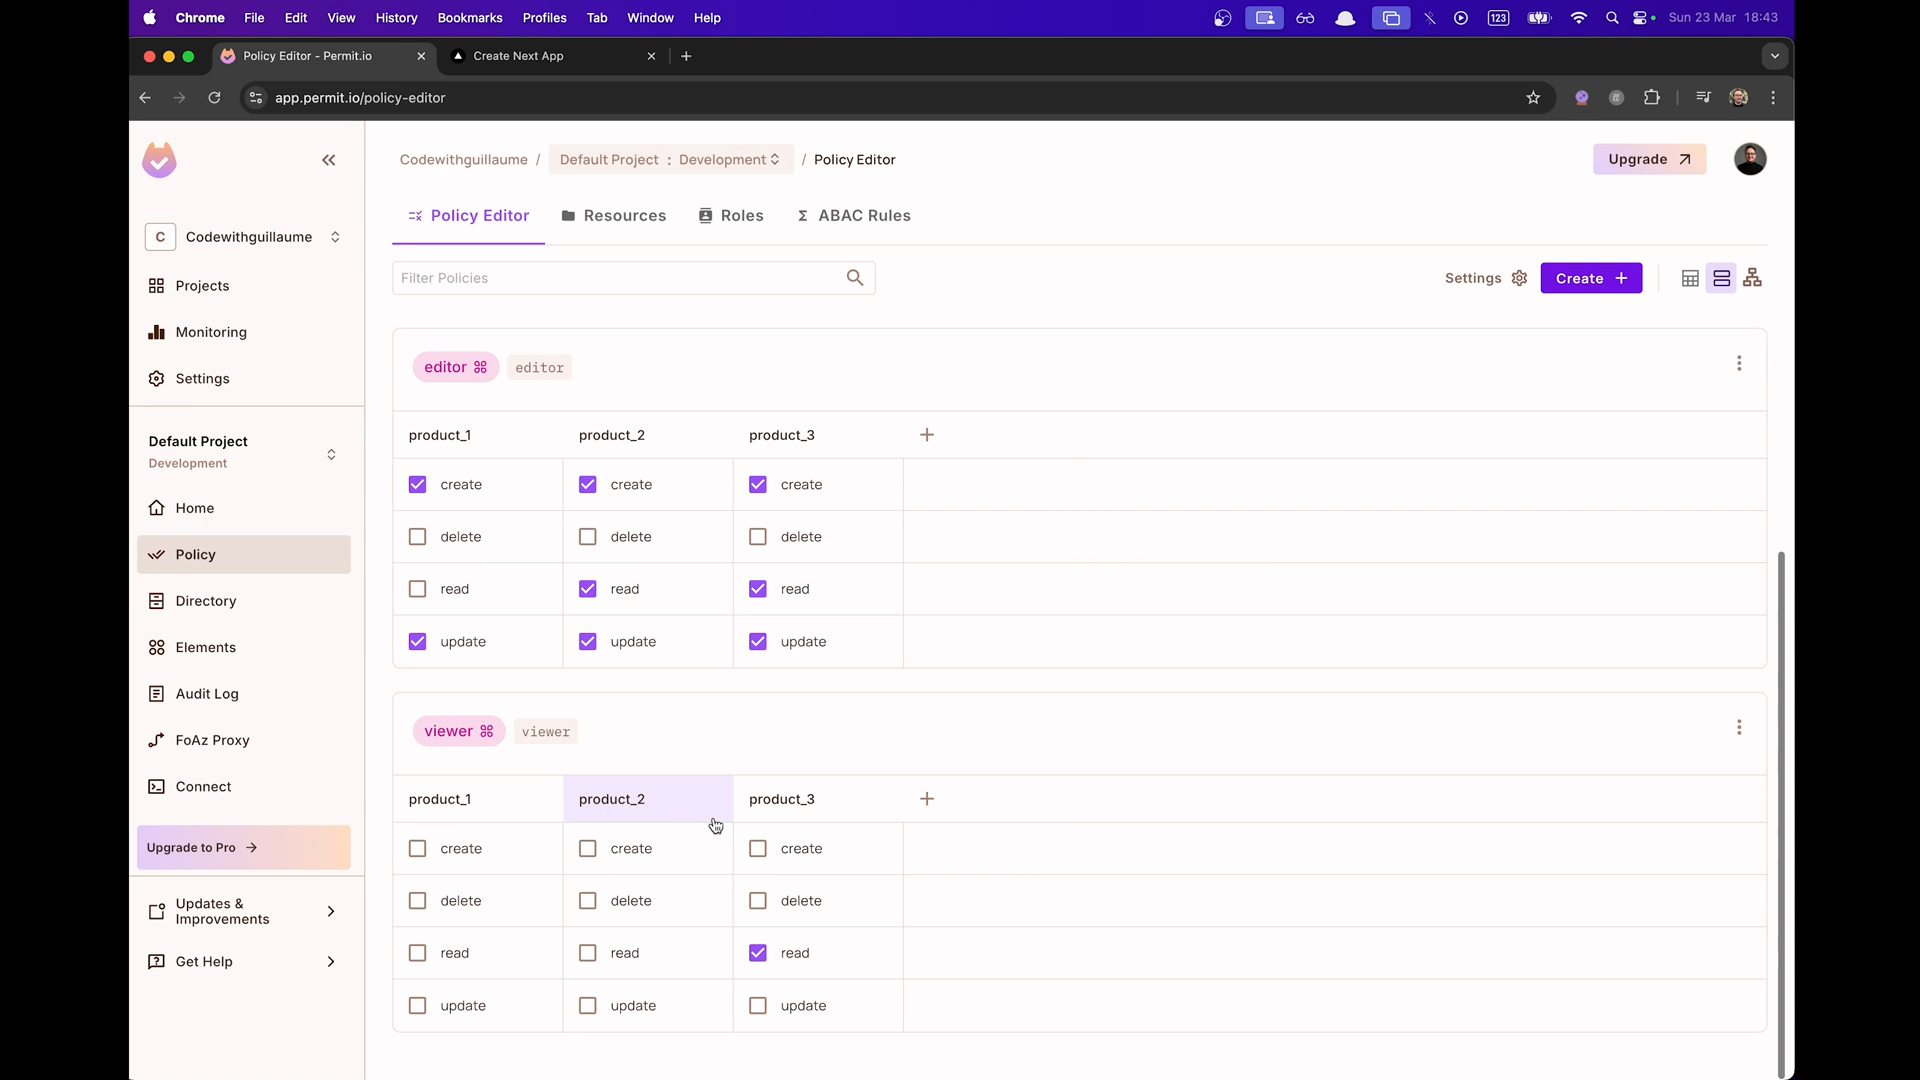 Chrome File Edit View History Bookmarks Profiles Tab Window Help 123 Sun 23 Mar 18:43
Policy Editor - Permit.io Create Next App
app.permit.io/policy-editor
Codewithguillaume / Default Project : Development / Policy Editor Upgrade
Policy Editor Resources Roles ABAC Rules
C Codewithguillaume
Projects
Monitoring
Settings
Default Project
Development
Home
Policy
Directory
Elements
Audit Log
FoAz Proxy
Connect
Upgrade to Pro
Updates &
Improvements
Get Help
Filter Policies Settings Create +
editor editor
product_1 product_2 product_3 +
create create create
delete delete delete
read read read
update update update
viewer viewer
product_1 product_2 product_3 +
create create create
delete delete delete
read read read
update update update